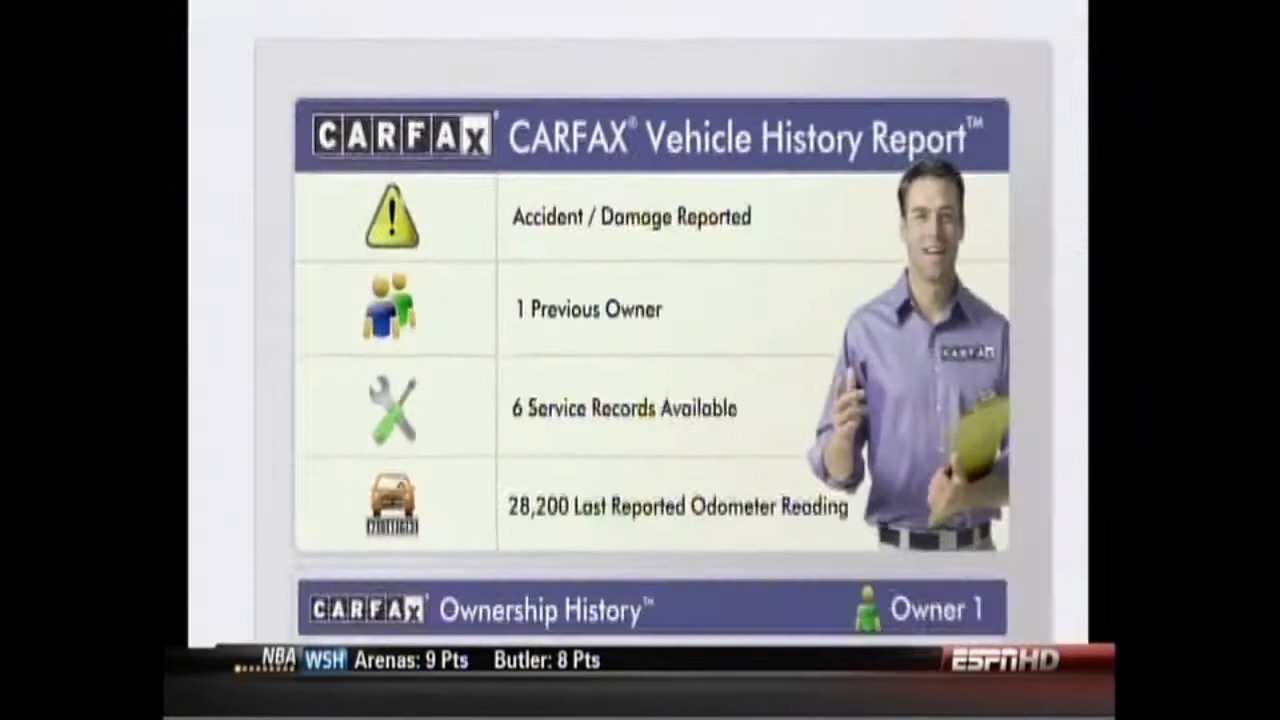 CARFAX® CARFAX® Vehicle History Report™
Accident / Damage Reported
1 Previous Owner
CARFAX
6 Service Records Available
28,200 Last Reported Odometer Reading
CARFAX® Ownership History™ Owner 1
NBA WSH Arenas: 9 Pts Butler: 8 Pts ESPNHD